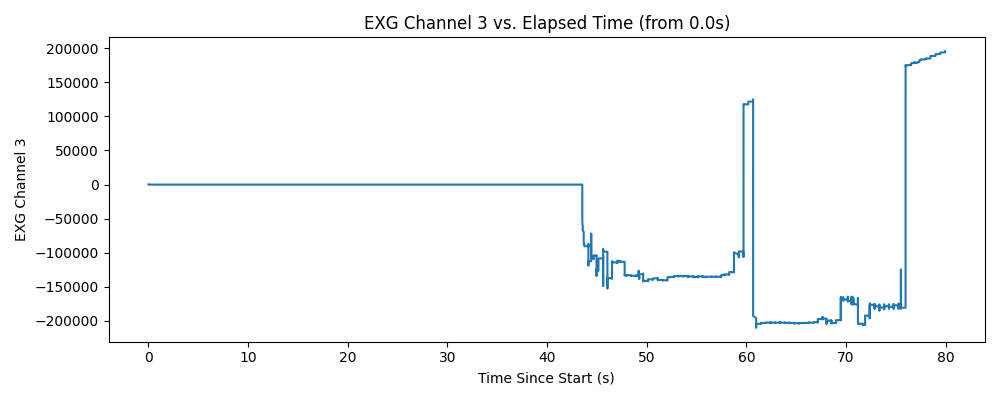 EXG Channel 3 vs. Elapsed Time (from 0.0s)
200000
150000
100000
50000
0
−50000
−100000
−150000
−200000
EXG Channel 3
0 10 20 30 40 50 60 70 80
Time Since Start (s)